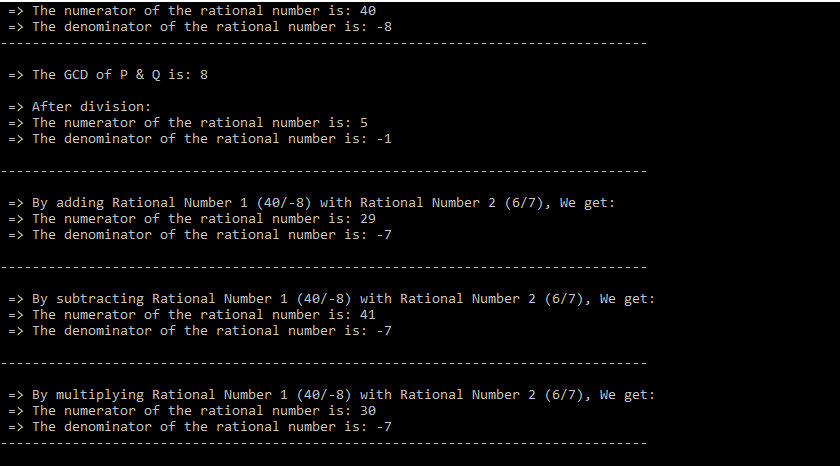 => The numerator of the rational number is: 40
=> The denominator of the rational number is: -8
---------------------------------------------------------------------------------
=> The GCD of P & Q is: 8
=> After division:
=> The numerator of the rational number is: 5
=> The denominator of the rational number is: -1
---------------------------------------------------------------------------------
=> By adding Rational Number 1 (40/-8) with Rational Number 2 (6/7), We get:
=> The numerator of the rational number is: 29
=> The denominator of the rational number is: -7
---------------------------------------------------------------------------------
=> By subtracting Rational Number 1 (40/-8) with Rational Number 2 (6/7), We get:
=> The numerator of the rational number is: 41
=> The denominator of the rational number is: -7
---------------------------------------------------------------------------------
=> By multiplying Rational Number 1 (40/-8) with Rational Number 2 (6/7), We get:
=> The numerator of the rational number is: 30
=> The denominator of the rational number is: -7
---------------------------------------------------------------------------------